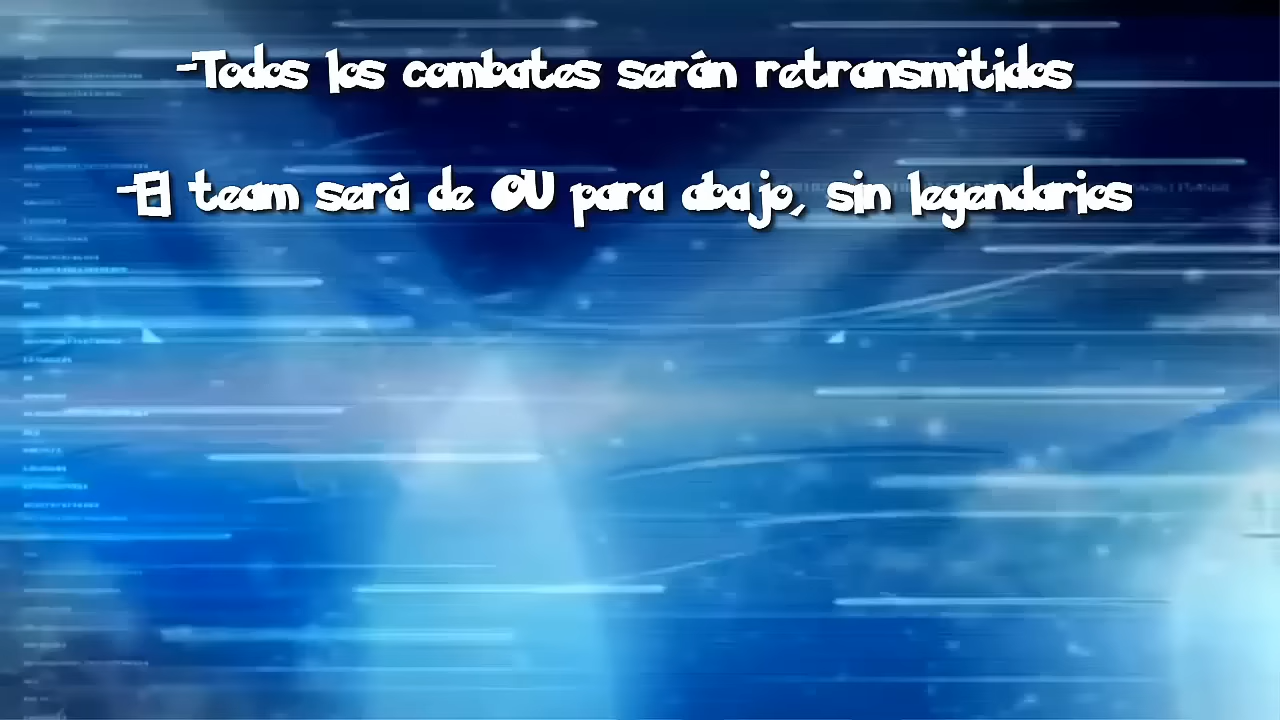 -Todos los combates serán retransmitidos
-El team será de OU para abajo, sin legendarios